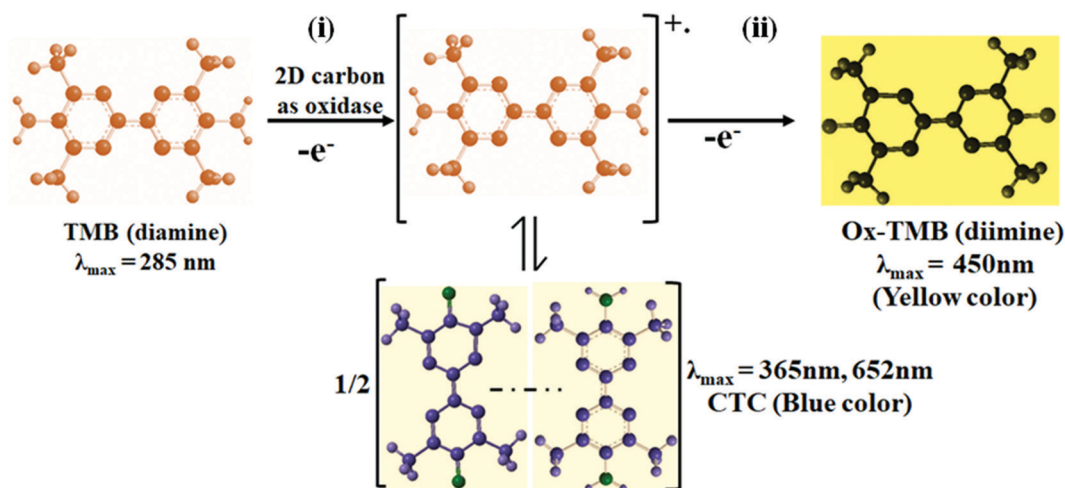 (i)
2D carbon
as oxidase
-e⁻
+.
(ii)
-e⁻
TMB (diamine)
λmax = 285 nm
Ox-TMB (diimine)
λmax = 450nm
(Yellow color)
1/2
λmax = 365nm, 652nm
CTC (Blue color)